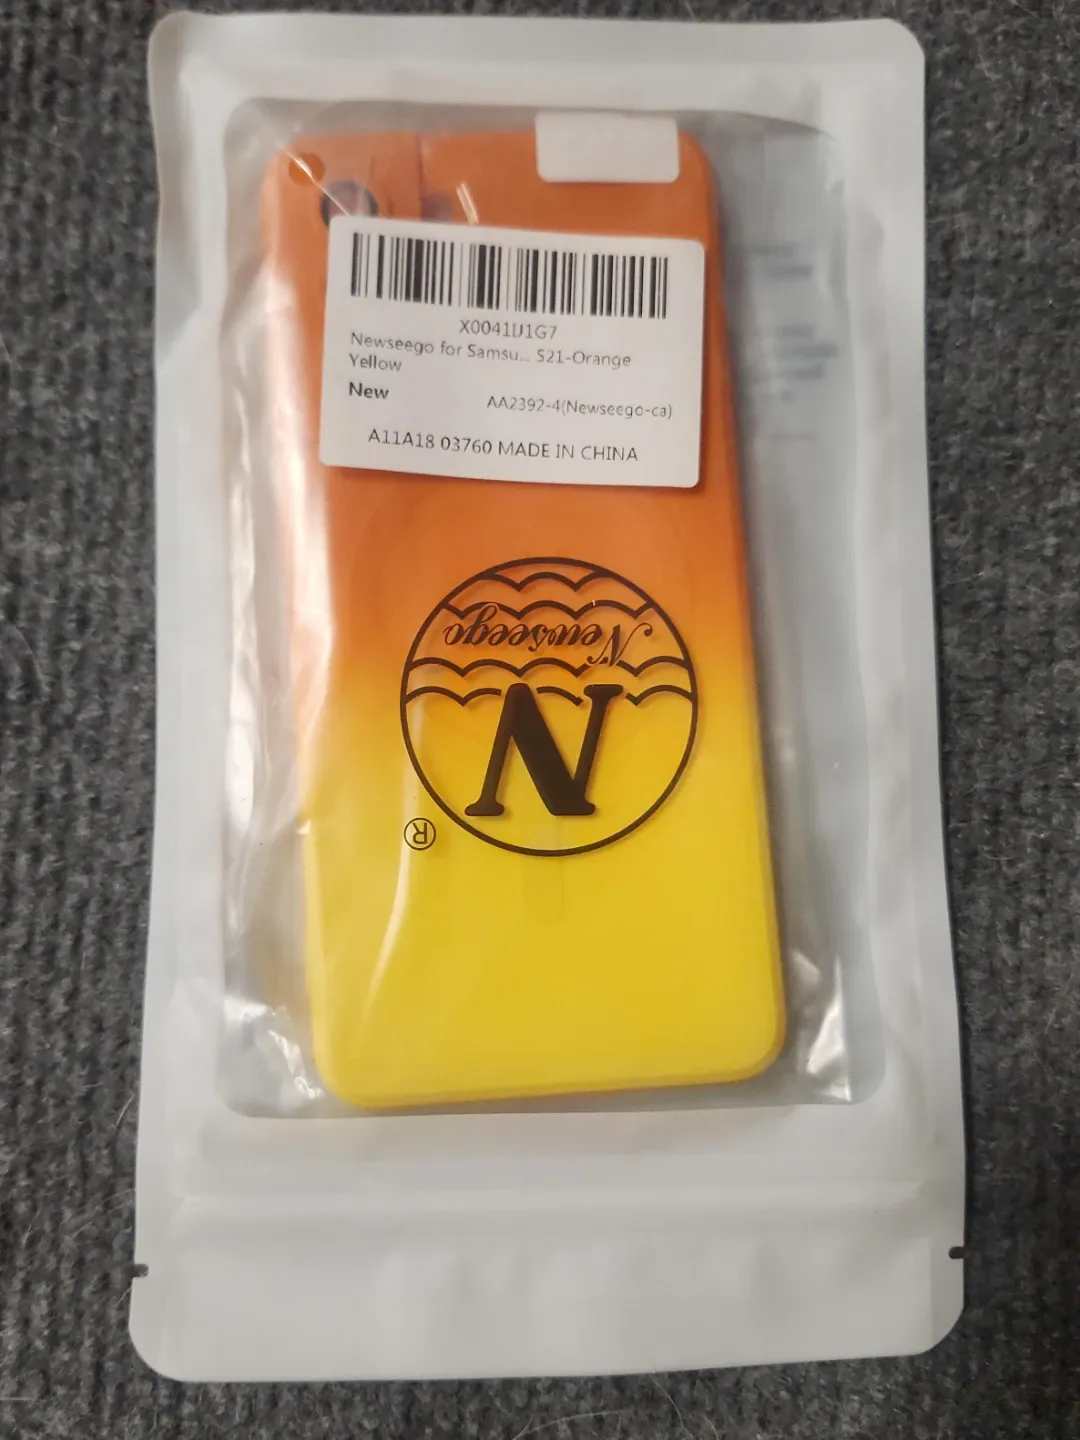 X0041IJ1G7
Newseego for Samsu... S21-Orange
Yellow
New
AA2392-4(Newseego-ca)
A11A18 03760 MADE IN CHINA
Newseego
N
®